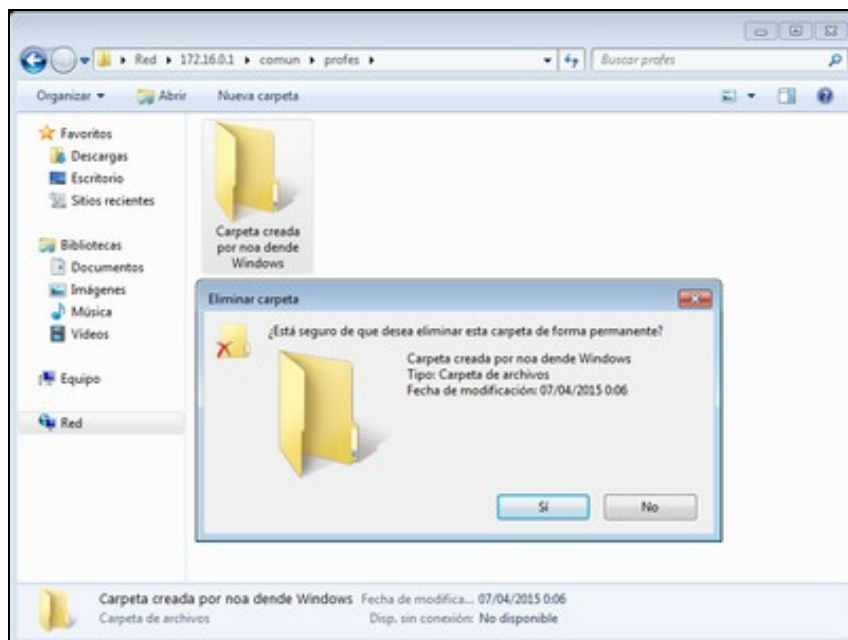 Red ▸ 172.16.0.1 ▸ comun ▸ profes ▸
Buscar profes
Organizar
Abrir
Nueva carpeta
Favoritos
Descargas
Escritorio
Sitios recientes
Bibliotecas
Documentos
Imágenes
Música
Vídeos
Equipo
Red
Carpeta creada
por noa dende
Windows
Eliminar carpeta
¿Está seguro de que desea eliminar esta carpeta de forma permanente?
Carpeta creada por noa dende Windows
Tipo: Carpeta de archivos
Fecha de modificación: 07/04/2015 0:06
Sí
No
Carpeta creada por noa dende Windows Fecha de modifica... 07/04/2015 0:06
Carpeta de archivos Disp. sin conexión: No disponible